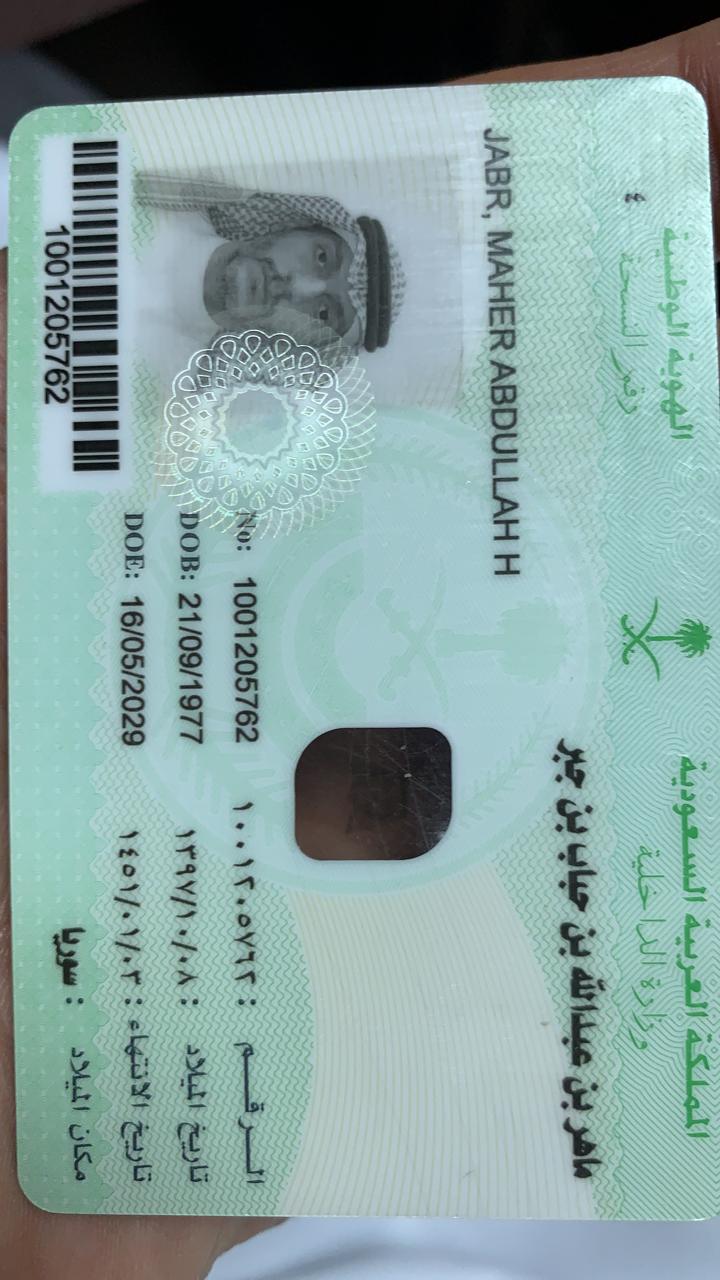 المملكة العربية السعودية
وزارة الداخلية
الهوية الوطنية
رقم النسخة
٤
ماهر بن عبدالله بن حباب بن جبر
JABR, MAHER ABDULLAH H
الرقم : ١٠٠١٢٠٥٧٦٢
No: 1001205762
تاريخ الميلاد : ١٣٩٧/١٠/٠٨
DOB: 21/09/1977
تاريخ الانتهاء : ١٤٥١/٠١/٠٣
DOE: 16/05/2029
مكان الميلاد : سوريا
1001205762